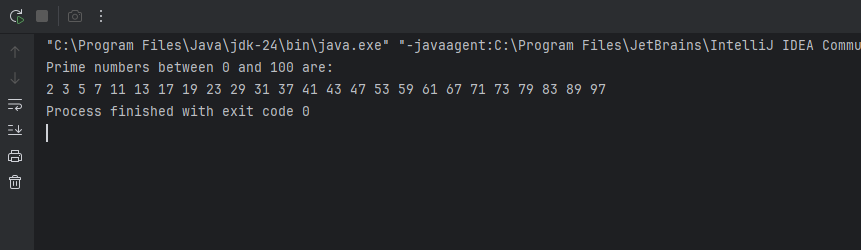 "C:\Program Files\Java\jdk-24\bin\java.exe" "-javaagent:C:\Program Files\JetBrains\IntelliJ IDEA Commu
Prime numbers between 0 and 100 are:
2 3 5 7 11 13 17 19 23 29 31 37 41 43 47 53 59 61 67 71 73 79 83 89 97
Process finished with exit code 0